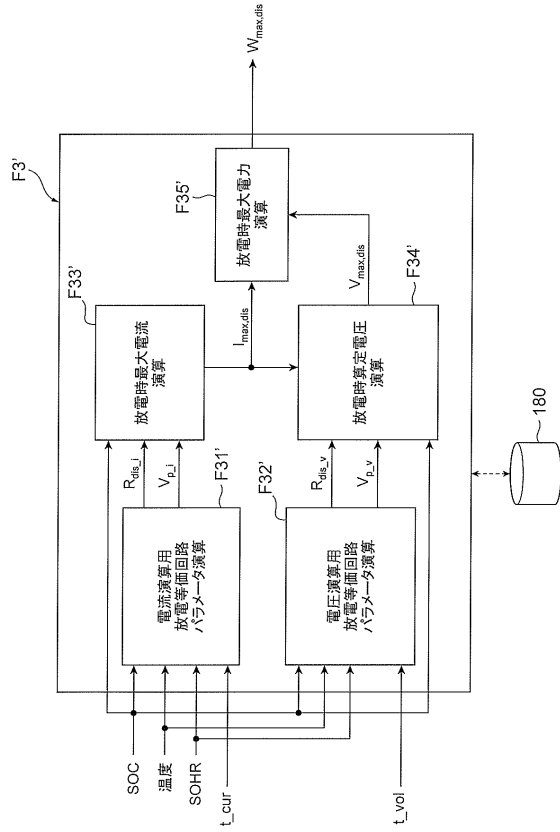 F3'
SOC
温度
SOHR
t_cur
t_vol
電流演算用
放電等価回路
パラメータ演算
F31'
電圧演算用
放電等価回路
パラメータ演算
F32'
Rdis_i
Vp_i
Rdis_v
Vp_v
放電時最大電流
演算
F33'
放電時算定電圧
演算
F34'
Imax,dis
Vmax,dis
放電時最大電力
演算
F35'
Wmax,dis
180